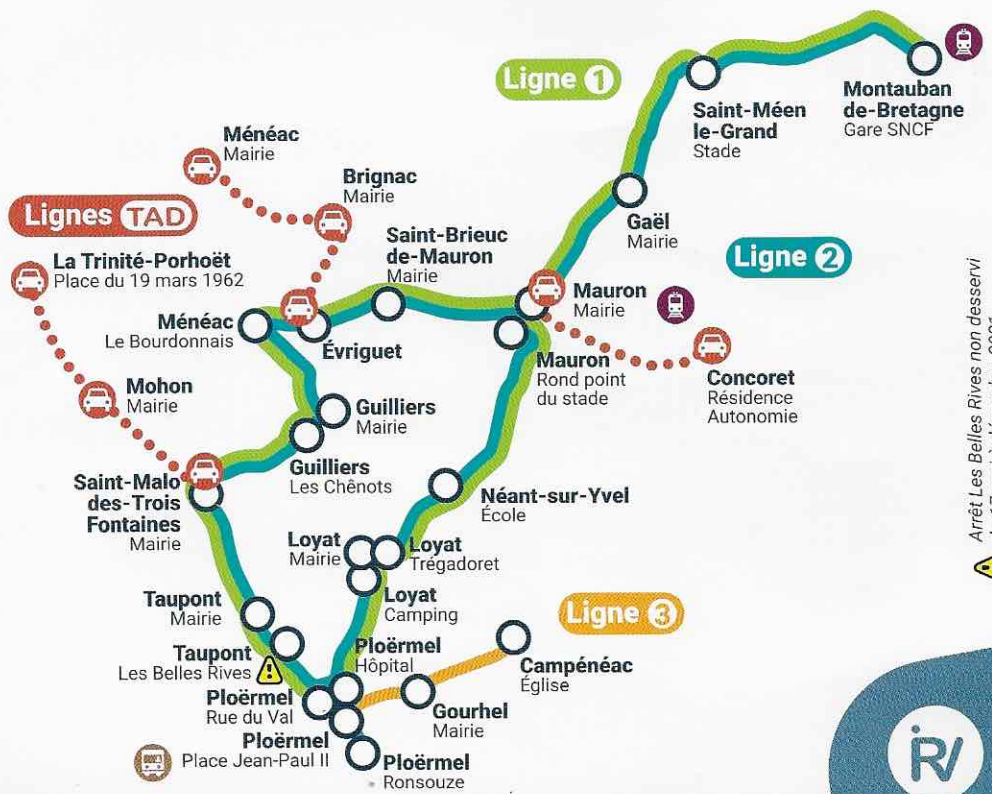 Ligne 1
Saint-Méen
le-Grand
Stade
Montauban
de-Bretagne
Gare SNCF
Ménéac
Mairie
Brignac
Mairie
Lignes TAD
La Trinité-Porhoët
Place du 19 mars 1962
Saint-Brieuc
de-Mauron
Mairie
Gaël
Mairie
Ligne 2
Ménéac
Le Bourdonnais
Évriguet
Mauron
Mairie
Mauron
Rond point
du stade
Concoret
Résidence
Autonomie
Mohon
Mairie
Guilliers
Mairie
Guilliers
Les Chênots
Saint-Malo
des-Trois
Fontaines
Mairie
Néant-sur-Yvel
École
Loyat
Mairie
Loyat
Trégadoret
Loyat
Camping
Taupont
Mairie
Taupont
Les Belles Rives
Ligne 3
Ploërmel
Hôpital
Campénéac
Église
Ploërmel
Rue du Val
Gourhel
Mairie
Ploërmel
Place Jean-Paul II
Ploërmel
Ronsouze
Arrêt Les Belles Rives non desservi